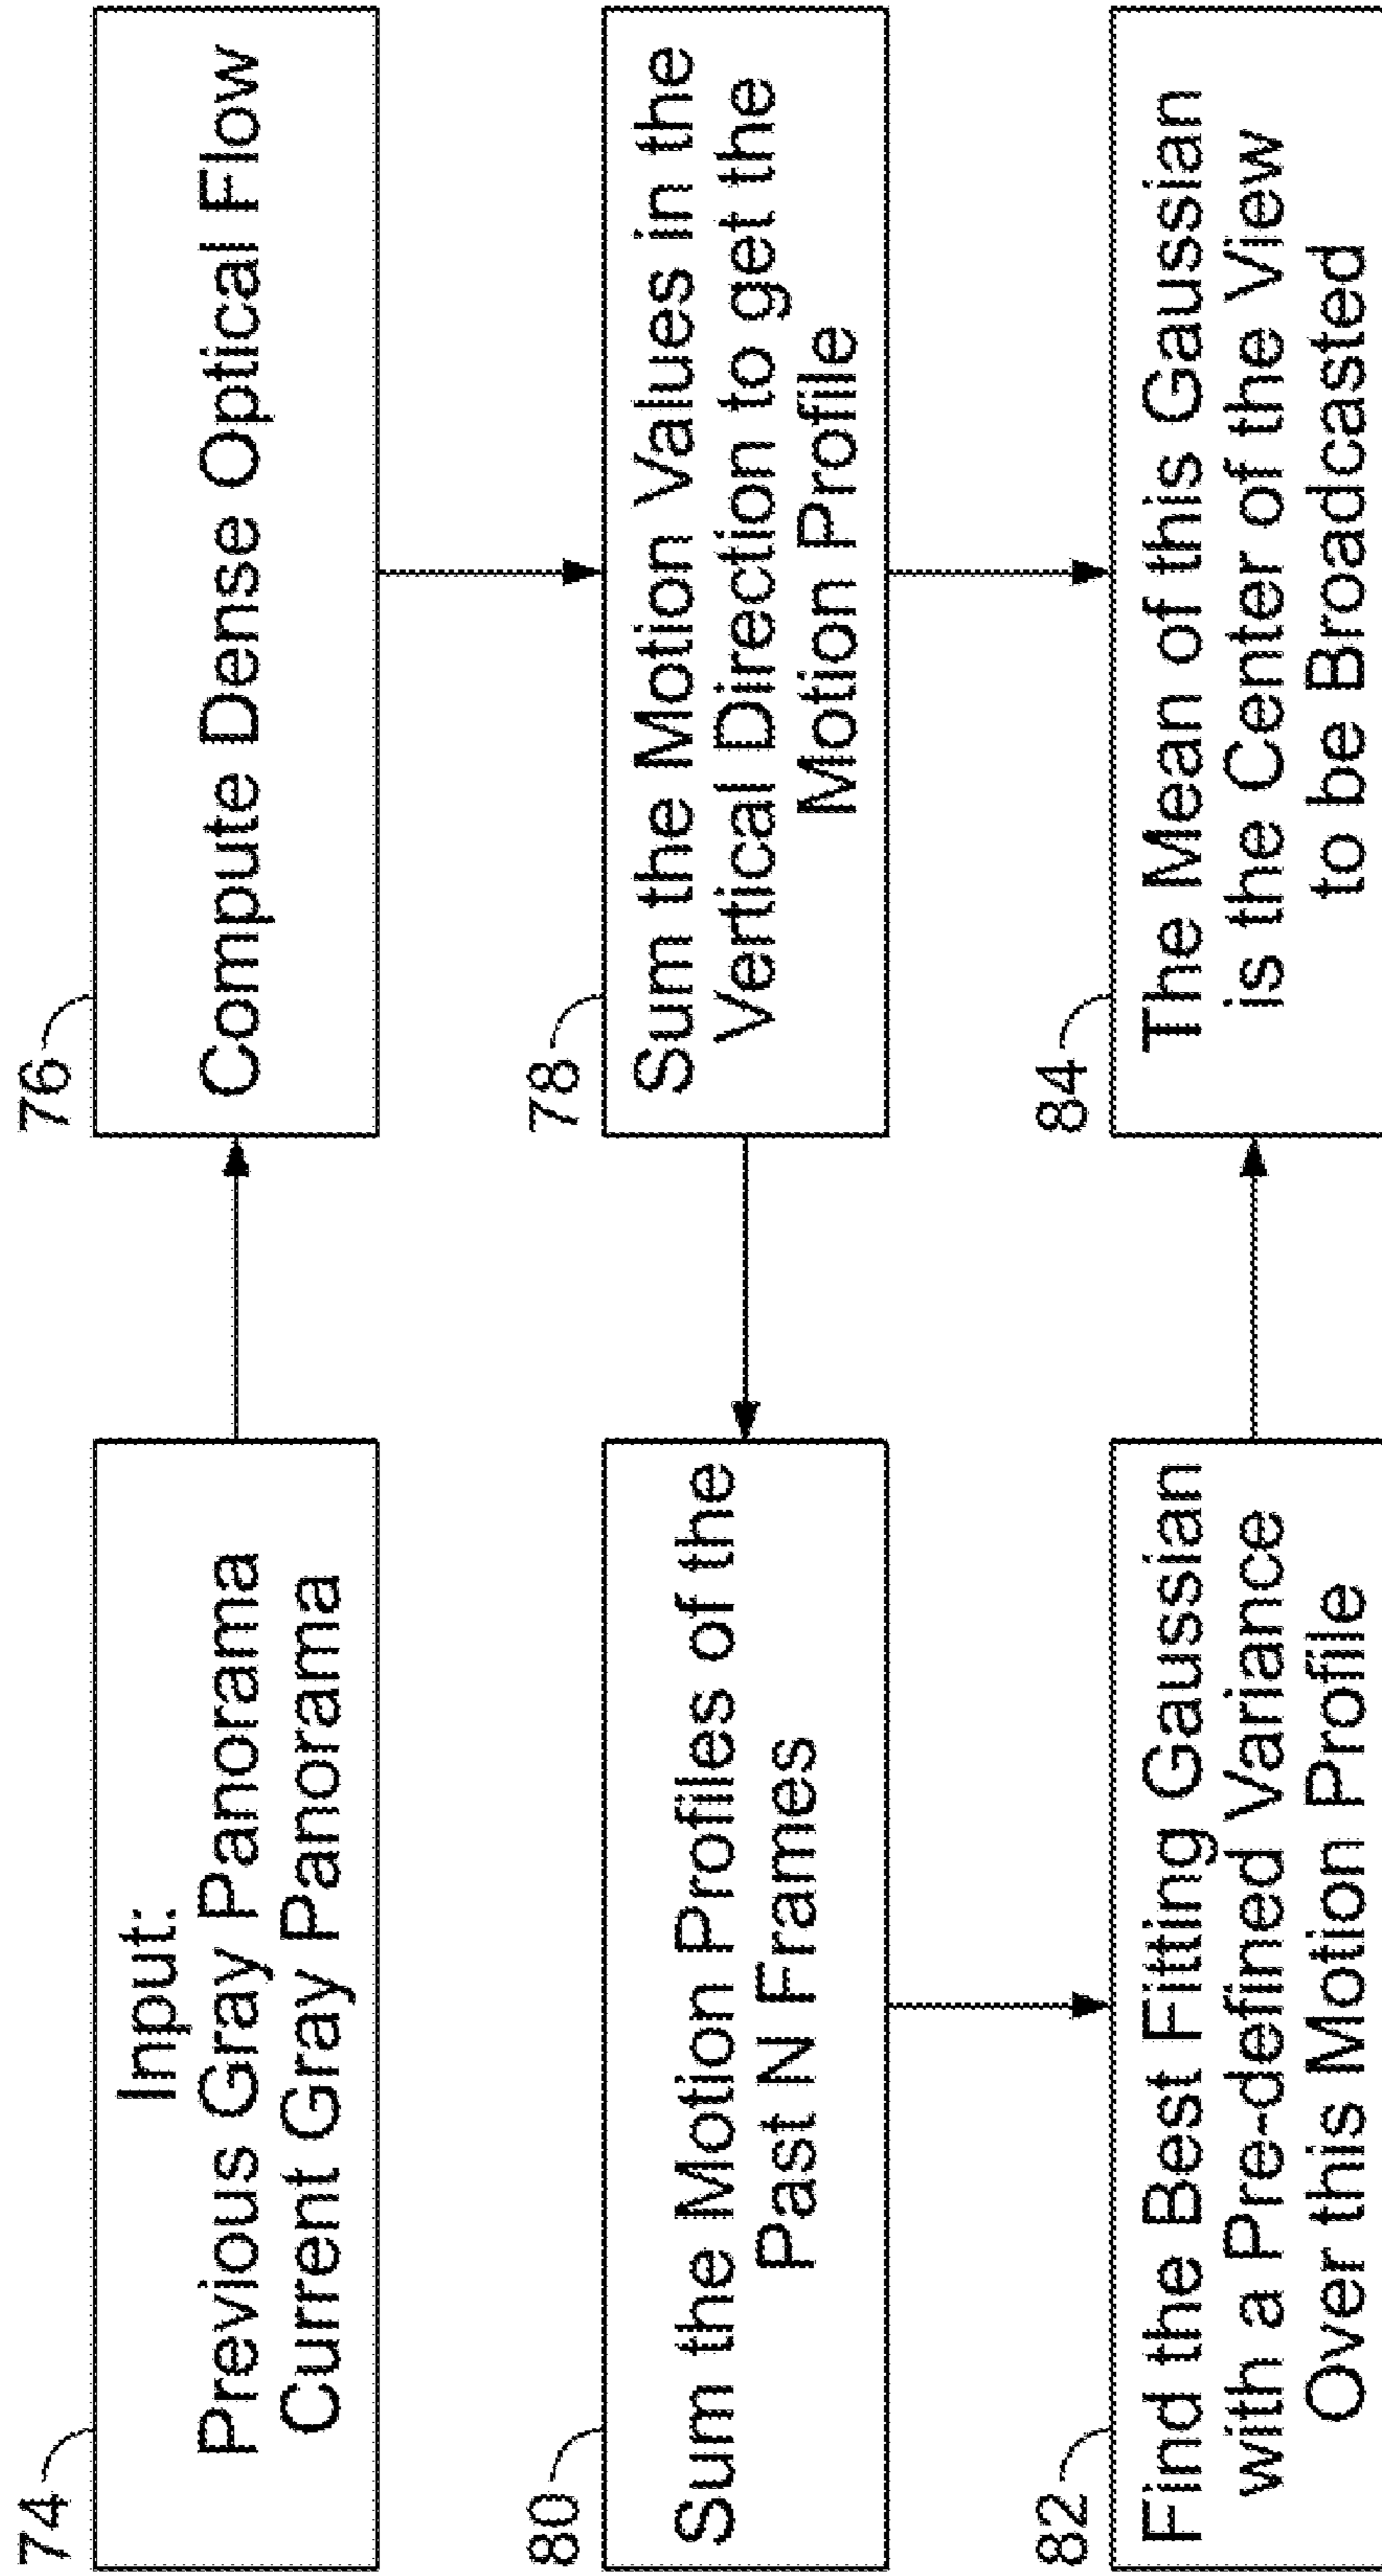 74
Input:
Previous Gray Panorama
Current Gray Panorama
76
Compute Dense Optical Flow
78
Sum the Motion Values in the
Vertical Direction to get the
Motion Profile
80
Sum the Motion Profiles of the
Past N Frames
82
Find the Best Fitting Gaussian
with a Pre-defined Variance
Over this Motion Profile
84
The Mean of this Gaussian
is the Center of the View
to be Broadcasted